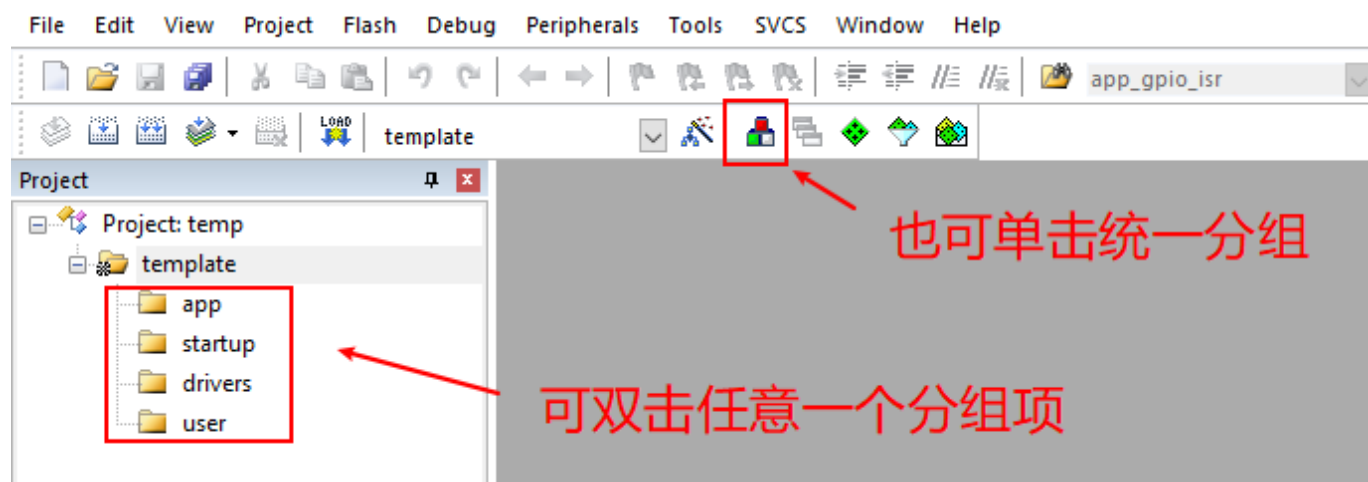 File Edit View Project Flash Debug Peripherals Tools SVCS Window Help
app_gpio_isr
LOAD template
Project
Project: temp
template
app
startup
drivers
user
也可单击统一分组
可双击任意一个分组项